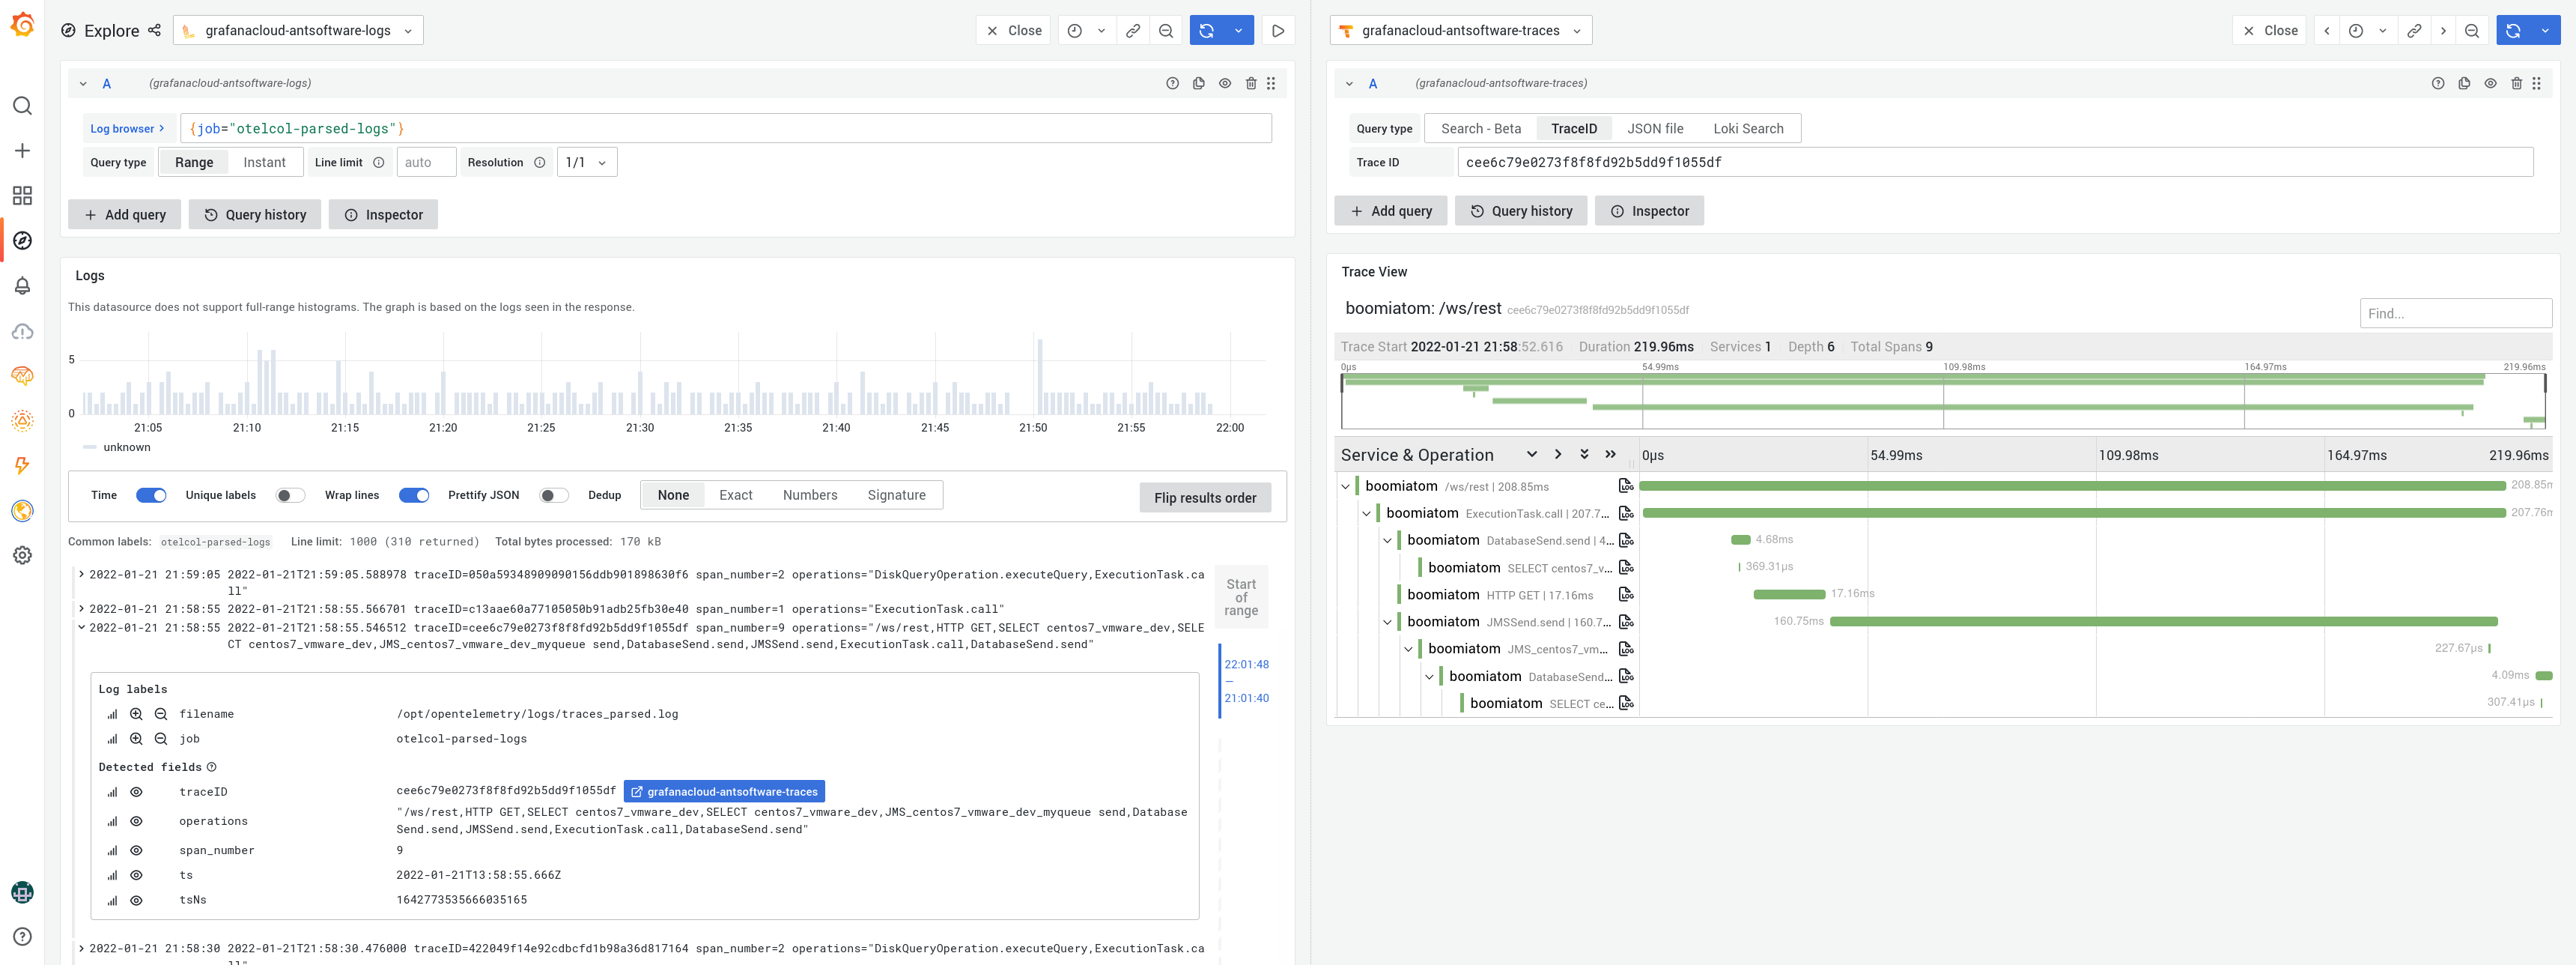 Explore
grafanacloud-antsoftware-logs
Close
A
(grafanacloud-antsoftware-logs)
Log browser
{job="otelcol-parsed-logs"}
Query type
Range
Instant
Line limit
auto
Resolution
1/1
Add query
Query history
Inspector
Logs
This datasource does not support full-range histograms. The graph is based on the logs seen in the response.
5
0
21:05 21:10 21:15 21:20 21:25 21:30 21:35 21:40 21:45 21:50 21:55 22:00
unknown
Time
Unique labels
Wrap lines
Prettify JSON
Dedup
None
Exact
Numbers
Signature
Flip results order
Common labels: otelcol-parsed-logs Line limit: 1000 (310 returned) Total bytes processed: 170 kB
2022-01-21 21:59:05 2022-01-21T21:59:05.588978 traceID=050a59348909090156ddb901898630f6 span_number=2 operations="DiskQueryOperation.executeQuery,ExecutionTask.ca
ll"
2022-01-21 21:58:55 2022-01-21T21:58:55.566701 traceID=c13aae60a77105050b91adb25fb30e40 span_number=1 operations="ExecutionTask.call"
2022-01-21 21:58:55 2022-01-21T21:58:55.546512 traceID=cee6c79e0273f8f8fd92b5dd9f1055df span_number=9 operations="/ws/rest,HTTP GET,SELECT centos7_vmware_dev,SELE
CT centos7_vmware_dev,JMS_centos7_vmware_dev_myqueue send,DatabaseSend.send,JMSSend.send,ExecutionTask.call,DatabaseSend.send"
Log labels
filename /opt/opentelemetry/logs/traces_parsed.log
job otelcol-parsed-logs
Detected fields
traceID cee6c79e0273f8f8fd92b5dd9f1055df grafanacloud-antsoftware-traces
operations "/ws/rest,HTTP GET,SELECT centos7_vmware_dev,SELECT centos7_vmware_dev,JMS_centos7_vmware_dev_myqueue send,Database
Send.send,JMSSend.send,ExecutionTask.call,DatabaseSend.send"
span_number 9
ts 2022-01-21T13:58:55.666Z
tsNs 1642773535666035165
2022-01-21 21:58:30 2022-01-21T21:58:30.476000 traceID=422049f14e92cdbcfd1b98a36d817164 span_number=2 operations="DiskQueryOperation.executeQuery,ExecutionTask.ca
ll"
Start
of
range
22:01:48
—
21:01:40
grafanacloud-antsoftware-traces
Close
A
(grafanacloud-antsoftware-traces)
Query type
Search - Beta
TraceID
JSON file
Loki Search
Trace ID
cee6c79e0273f8f8fd92b5dd9f1055df
Add query
Query history
Inspector
Trace View
boomiatom: /ws/rest cee6c79e0273f8f8fd92b5dd9f1055df
Find...
Trace Start 2022-01-21 21:58:52.616 Duration 219.96ms Services 1 Depth 6 Total Spans 9
0μs 54.99ms 109.98ms 164.97ms 219.96ms
Service & Operation
0μs 54.99ms 109.98ms 164.97ms 219.96ms
boomiatom /ws/rest | 208.85ms LOG 208.85m
boomiatom ExecutionTask.call | 207.7... LOG 207.76m
boomiatom DatabaseSend.send | 4... LOG 4.68ms
boomiatom SELECT centos7_v... LOG 369.31μs
boomiatom HTTP GET | 17.16ms LOG 17.16ms
boomiatom JMSSend.send | 160.7... LOG 160.75ms
boomiatom JMS_centos7_vm... LOG 227.67μs
boomiatom DatabaseSend... LOG 4.09ms
boomiatom SELECT ce... LOG 307.41μs